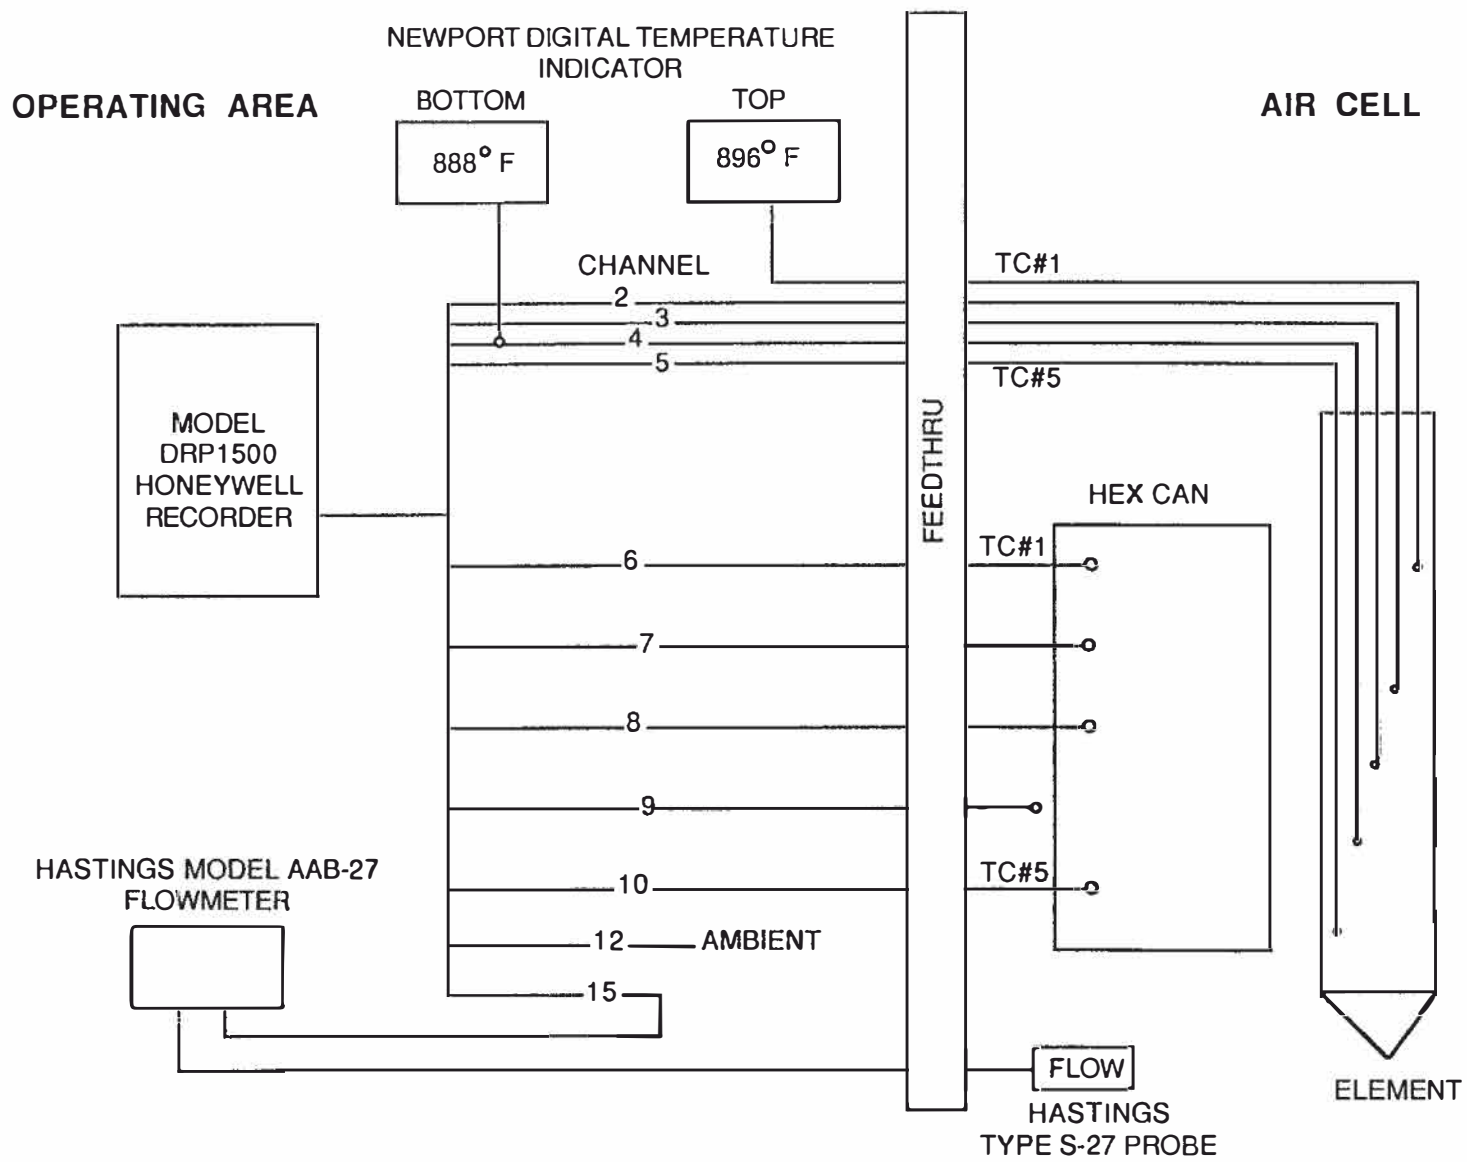 NEWPORT DIGITAL TEMPERATURE
INDICATOR
OPERATING AREA
BOTTOM
TOP
AIR CELL
888° F
896° F
CHANNEL
TC#1
2
3
4
5
TC#5
MODEL
DRP1500
HONEYWELL
RECORDER
FEEDTHRU
HEX CAN
6
TC#1
7
8
9
HASTINGS MODEL AAB-27
FLOWMETER
10
TC#5
12
AMBIENT
15
FLOW
ELEMENT
HASTINGS
TYPE S-27 PROBE